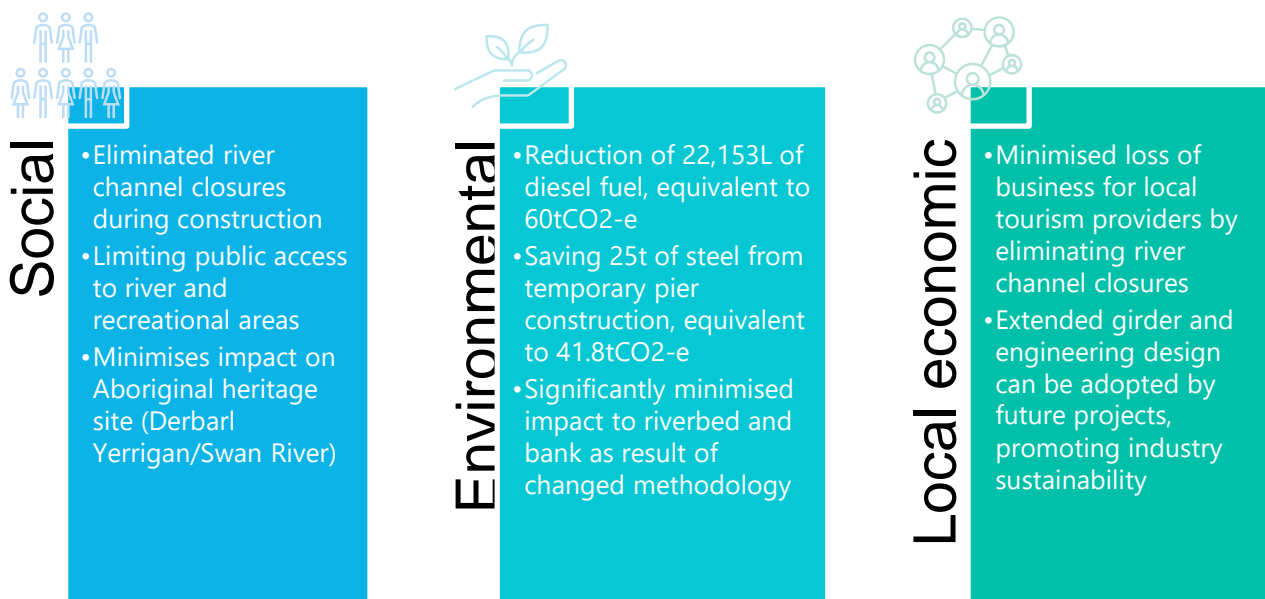 Social
•Eliminated river
channel closures
during construction
•Limiting public access
to river and
recreational areas
•Minimises impact on
Aboriginal heritage
site (Derbarl
Yerrigan/Swan River)
Environmental
•Reduction of 22,153L of
diesel fuel, equivalent to
60tCO2-e
•Saving 25t of steel from
temporary pier
construction, equivalent
to 41.8tCO2-e
•Significantly minimised
impact to riverbed and
bank as result of
changed methodology
Local economic
•Minimised loss of
business for local
tourism providers by
eliminating river
channel closures
•Extended girder and
engineering design
can be adopted by
future projects,
promoting industry
sustainability